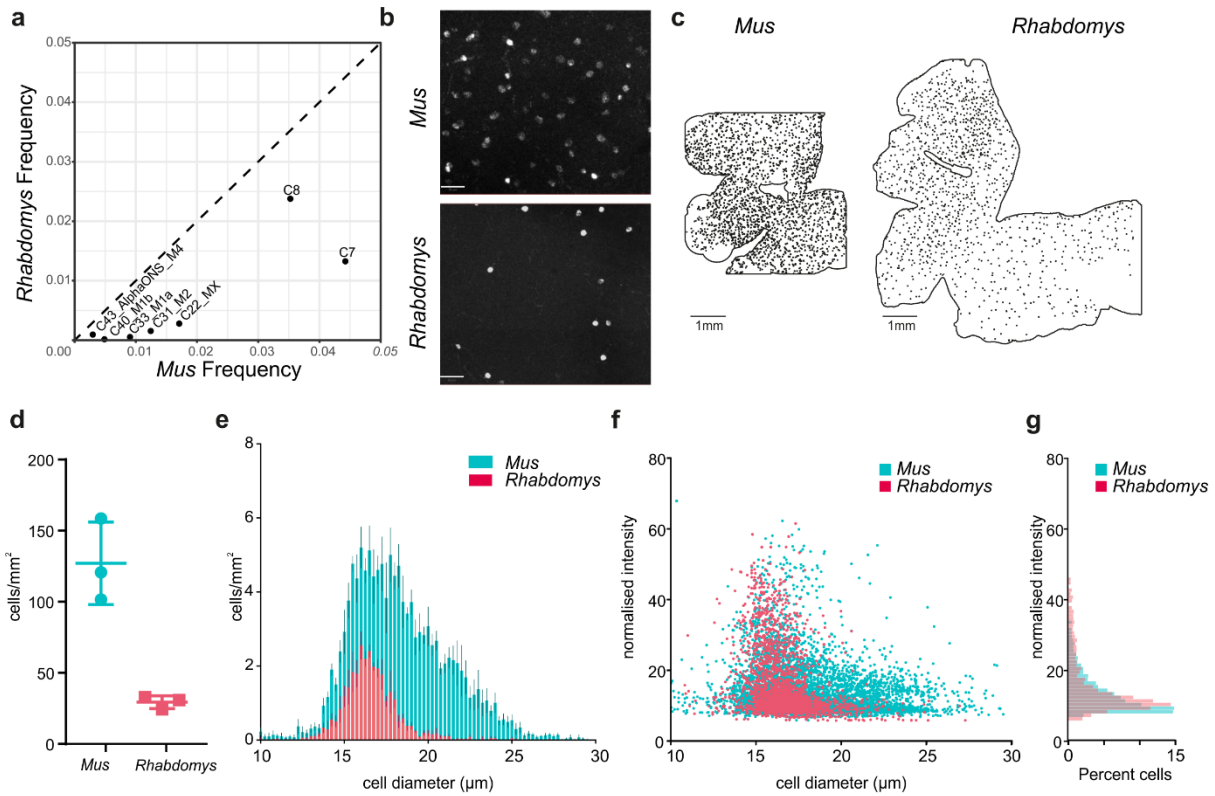 a
0.05
0.04
0.03
0.02
0.01
0.00
0.01
0.02
0.03
0.04
0.05
Rhabdomys Frequency
Mus Frequency
C8
C7
C43_AlphaONS_M4
C40_M1b
C33_M1a
C31_M2
C22_MX
b
Mus
Rhabdomys
c
Mus
Rhabdomys
1mm
1mm
d
200
150
100
50
0
cells/mm²
Mus
Rhabdomys
e
8
6
4
2
0
cells/mm²
10
15
20
25
30
cell diameter (µm)
Mus
Rhabdomys
f
80
60
40
20
0
normalised intensity
10
15
20
25
30
cell diameter (µm)
Mus
Rhabdomys
g
80
60
40
20
0
normalised intensity
0
15
Percent cells
Mus
Rhabdomys